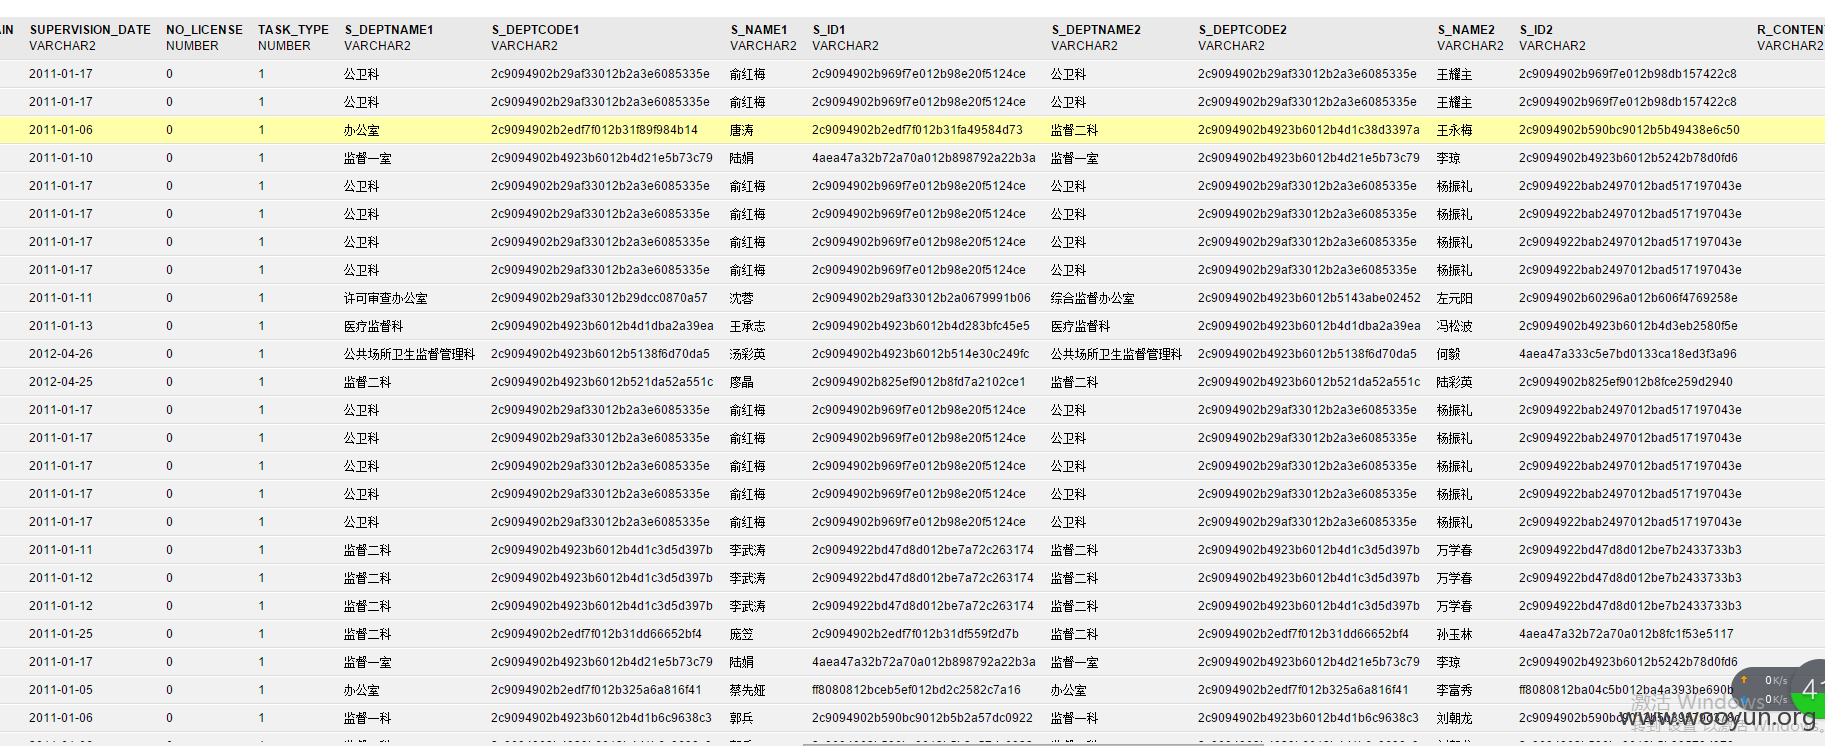 IN SUPERVISION_DATE NO_LICENSE TASK_TYPE S_DEPTNAME1 S_DEPTCODE1 S_NAME1 S_ID1 S_DEPTNAME2 S_DEPTCODE2 S_NAME2 S_ID2 R_CONTEN
VARCHAR2 NUMBER NUMBER VARCHAR2 VARCHAR2 VARCHAR2 VARCHAR2 VARCHAR2 VARCHAR2 VARCHAR2 VARCHAR2 VARCHAR2
2011-01-17 0 1 公卫科 2c9094902b29af33012b2a3e6085335e 俞红梅 2c9094902b969f7e012b98e20f5124ce 公卫科 2c9094902b29af33012b2a3e6085335e 王耀主 2c9094902b969f7e012b98db157422c8
2011-01-17 0 1 公卫科 2c9094902b29af33012b2a3e6085335e 俞红梅 2c9094902b969f7e012b98e20f5124ce 公卫科 2c9094902b29af33012b2a3e6085335e 王耀主 2c9094902b969f7e012b98db157422c8
2011-01-06 0 1 办公室 2c9094902b2edf7f012b31f89f984b14 唐涛 2c9094902b2edf7f012b31fa49584d73 监督二科 2c9094902b4923b6012b4d1c38d3397a 王永梅 2c9094902b590bc9012b5b49438e6c50
2011-01-10 0 1 监督一室 2c9094902b4923b6012b4d21e5b73c79 陆娟 4aea47a32b72a70a012b898792a22b3a 监督一室 2c9094902b4923b6012b4d21e5b73c79 李琼 2c9094902b4923b6012b5242b78d0fd6
2011-01-17 0 1 公卫科 2c9094902b29af33012b2a3e6085335e 俞红梅 2c9094902b969f7e012b98e20f5124ce 公卫科 2c9094902b29af33012b2a3e6085335e 杨振礼 2c9094922bab2497012bad517197043e
2011-01-17 0 1 公卫科 2c9094902b29af33012b2a3e6085335e 俞红梅 2c9094902b969f7e012b98e20f5124ce 公卫科 2c9094902b29af33012b2a3e6085335e 杨振礼 2c9094922bab2497012bad517197043e
2011-01-17 0 1 公卫科 2c9094902b29af33012b2a3e6085335e 俞红梅 2c9094902b969f7e012b98e20f5124ce 公卫科 2c9094902b29af33012b2a3e6085335e 杨振礼 2c9094922bab2497012bad517197043e
2011-01-17 0 1 公卫科 2c9094902b29af33012b2a3e6085335e 俞红梅 2c9094902b969f7e012b98e20f5124ce 公卫科 2c9094902b29af33012b2a3e6085335e 杨振礼 2c9094922bab2497012bad517197043e
2011-01-11 0 1 许可审查办公室 2c9094902b29af33012b29dcc0870a57 沈蓉 2c9094902b29af33012b2a0679991b06 综合监督办公室 2c9094902b4923b6012b5143abe02452 左元阳 2c9094902b60296a012b606f4769258e
2011-01-13 0 1 医疗监督科 2c9094902b4923b6012b4d1dba2a39ea 王承志 2c9094902b4923b6012b4d283bfc45e5 医疗监督科 2c9094902b4923b6012b4d1dba2a39ea 冯松波 2c9094902b4923b6012b4d3eb2580f5e
2012-04-26 0 1 公共场所卫生监督管理科 2c9094902b4923b6012b5138f6d70da5 汤彩英 2c9094902b4923b6012b514e30c249fc 公共场所卫生监督管理科 2c9094902b4923b6012b5138f6d70da5 何毅 4aea47a333c5e7bd0133ca18ed3f3a96
2012-04-25 0 1 监督二科 2c9094902b4923b6012b521da52a551c 廖晶 2c9094902b825ef9012b8fd7a2102ce1 监督二科 2c9094902b4923b6012b521da52a551c 陆彩英 2c9094902b825ef9012b8fce259d2940
2011-01-17 0 1 公卫科 2c9094902b29af33012b2a3e6085335e 俞红梅 2c9094902b969f7e012b98e20f5124ce 公卫科 2c9094902b29af33012b2a3e6085335e 杨振礼 2c9094922bab2497012bad517197043e
2011-01-17 0 1 公卫科 2c9094902b29af33012b2a3e6085335e 俞红梅 2c9094902b969f7e012b98e20f5124ce 公卫科 2c9094902b29af33012b2a3e6085335e 杨振礼 2c9094922bab2497012bad517197043e
2011-01-17 0 1 公卫科 2c9094902b29af33012b2a3e6085335e 俞红梅 2c9094902b969f7e012b98e20f5124ce 公卫科 2c9094902b29af33012b2a3e6085335e 杨振礼 2c9094922bab2497012bad517197043e
2011-01-17 0 1 公卫科 2c9094902b29af33012b2a3e6085335e 俞红梅 2c9094902b969f7e012b98e20f5124ce 公卫科 2c9094902b29af33012b2a3e6085335e 杨振礼 2c9094922bab2497012bad517197043e
2011-01-17 0 1 公卫科 2c9094902b29af33012b2a3e6085335e 俞红梅 2c9094902b969f7e012b98e20f5124ce 公卫科 2c9094902b29af33012b2a3e6085335e 杨振礼 2c9094922bab2497012bad517197043e
2011-01-11 0 1 监督二科 2c9094902b4923b6012b4d1c3d5d397b 李武涛 2c9094922bd47d8d012be7a72c263174 监督二科 2c9094902b4923b6012b4d1c3d5d397b 万学春 2c9094922bd47d8d012be7b2433733b3
2011-01-12 0 1 监督二科 2c9094902b4923b6012b4d1c3d5d397b 李武涛 2c9094922bd47d8d012be7a72c263174 监督二科 2c9094902b4923b6012b4d1c3d5d397b 万学春 2c9094922bd47d8d012be7b2433733b3
2011-01-12 0 1 监督二科 2c9094902b4923b6012b4d1c3d5d397b 李武涛 2c9094922bd47d8d012be7a72c263174 监督二科 2c9094902b4923b6012b4d1c3d5d397b 万学春 2c9094922bd47d8d012be7b2433733b3
2011-01-25 0 1 监督二科 2c9094902b2edf7f012b31dd66652bf4 庞笠 2c9094902b2edf7f012b31df559f2d7b 监督二科 2c9094902b2edf7f012b31dd66652bf4 孙玉林 4aea47a32b72a70a012b8fc1f53e5117
2011-01-17 0 1 监督一室 2c9094902b4923b6012b4d21e5b73c79 陆娟 4aea47a32b72a70a012b898792a22b3a 监督一室 2c9094902b4923b6012b4d21e5b73c79 李琼 2c9094902b4923b6012b5242b78d0fd6
2011-01-05 0 1 办公室 2c9094902b2edf7f012b325a6a816f41 蔡先娅 ff8080812bceb5ef012bd2c2582c7a16 办公室 2c9094902b2edf7f012b325a6a816f41 李富秀 ff8080812ba04c5b012ba4a393be690b
2011-01-06 0 1 监督一科 2c9094902b4923b6012b4d1b6c9638c3 郭兵 2c9094902b590bc9012b5b2a57dc0922 监督一科 2c9094902b4923b6012b4d1b6c9638c3 刘朝龙
0K/s
0K/s
41
激活 Windows
www.wooyun.org
转到"设置"以激活 Windows。